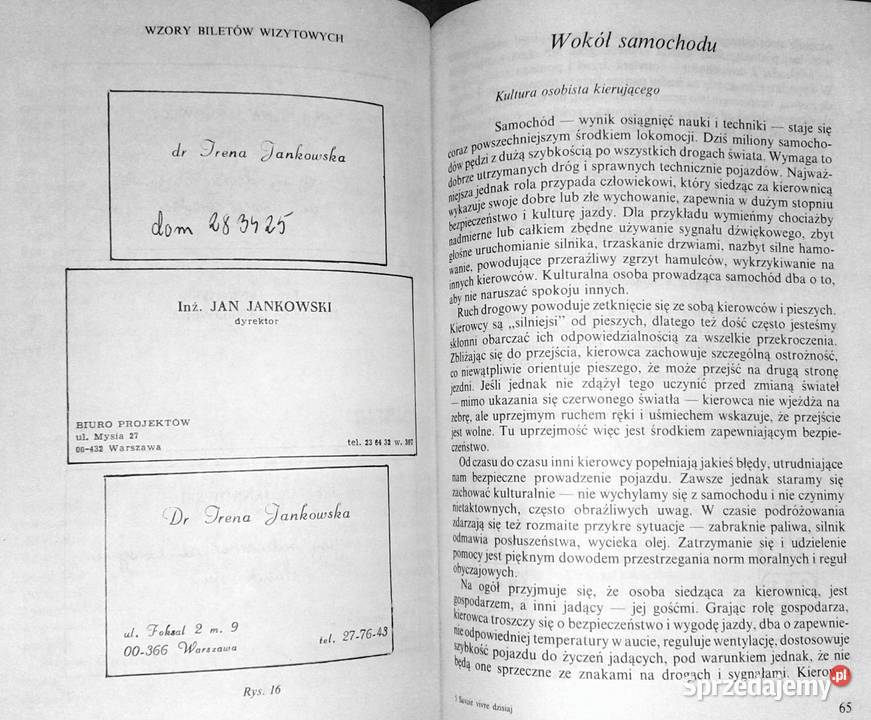 WZORY BILETÓW WIZYTOWYCH
dr Irena Jankowska
dom 283425
Inż. JAN JANKOWSKI
dyrektor
BIURO PROJEKTÓW
ul. Mysia 27
00-432 Warszawa
tel. 23 64 32 w. 367
Dr Irena Jankowska
ul. Foksal 2 m. 9
00-366 Warszawa
tel. 27-76-43
Rys. 16
Wokół samochodu
Kultura osobista kierującego
Samochód — wynik osiągnięć nauki i techniki — staje się
coraz powszechniejszym środkiem lokomocji. Dziś miliony samocho-
dów pędzi z dużą szybkością po wszystkich drogach świata. Wymaga to
dobrze utrzymanych dróg i sprawnych technicznie pojazdów. Najważ-
niejsza jednak rola przypada człowiekowi, który siedząc za kierownicą
wykazuje swoje dobre lub złe wychowanie, zapewnia w dużym stopniu
bezpieczeństwo i kulturę jazdy. Dla przykładu wymieńmy chociażby
nadmierne lub całkiem zbędne używanie sygnału dźwiękowego, zbyt
głośne uruchomianie silnika, trzaskanie drzwiami, nazbyt silne hamo-
wanie, powodujące przeraźliwy zgrzyt hamulców, wykrzykiwanie na
innych kierowców. Kulturalna osoba prowadząca samochód dba o to,
aby nie naruszać spokoju innych.
Ruch drogowy powoduje zetknięcie się ze sobą kierowców i pieszych.
Kierowcy są „silniejsi" od pieszych, dlatego też dość często jesteśmy
skłonni obarczać ich odpowiedzialnością za wszelkie przekroczenia.
Zbliżając się do przejścia, kierowca zachowuje szczególną ostrożność,
co niewątpliwie orientuje pieszego, że może przejść na drugą stronę
jezdni. Jeśli jednak nie zdążył tego uczynić przed zmianą świateł
— mimo ukazania się czerwonego światła — kierowca nie wjeżdża na
zebrę, ale uprzejmym ruchem ręki i uśmiechem wskazuje, że przejście
jest wolne. Tu uprzejmość więc jest środkiem zapewniającym bezpie-
czeństwo.
Od czasu do czasu inni kierowcy popełniają jakieś błędy, utrudniające
nam bezpieczne prowadzenie pojazdu. Zawsze jednak staramy się
zachować kulturalnie — nie wychylamy się z samochodu i nie czynimy
nietaktownych, często obraźliwych uwag. W czasie podróżowania
zdarzają się też rozmaite przykre sytuacje — zabraknie paliwa, silnik
odmawia posłuszeństwa, wycieka olej. Zatrzymanie się i udzielenie
pomocy jest pięknym dowodem przestrzegania norm moralnych i reguł
obyczajowych.
Na ogół przyjmuje się, że osoba siedząca za kierownicą, jest
gospodarzem, a inni jadący — jej gośćmi. Grając rolę gospodarza,
kierowca troszczy się o bezpieczeństwo i wygodę jazdy, dba o zapewnie-
nie odpowiedniej temperatury w aucie, reguluje wentylację, dostosowuje
szybkość pojazdu do życzeń jadących, pod warunkiem jednak, że nie
będą one sprzeczne ze znakami na drogach i sygnałami. Kierow
5 Savoir vivre dzisiaj
65
Sprzedajemy.pl